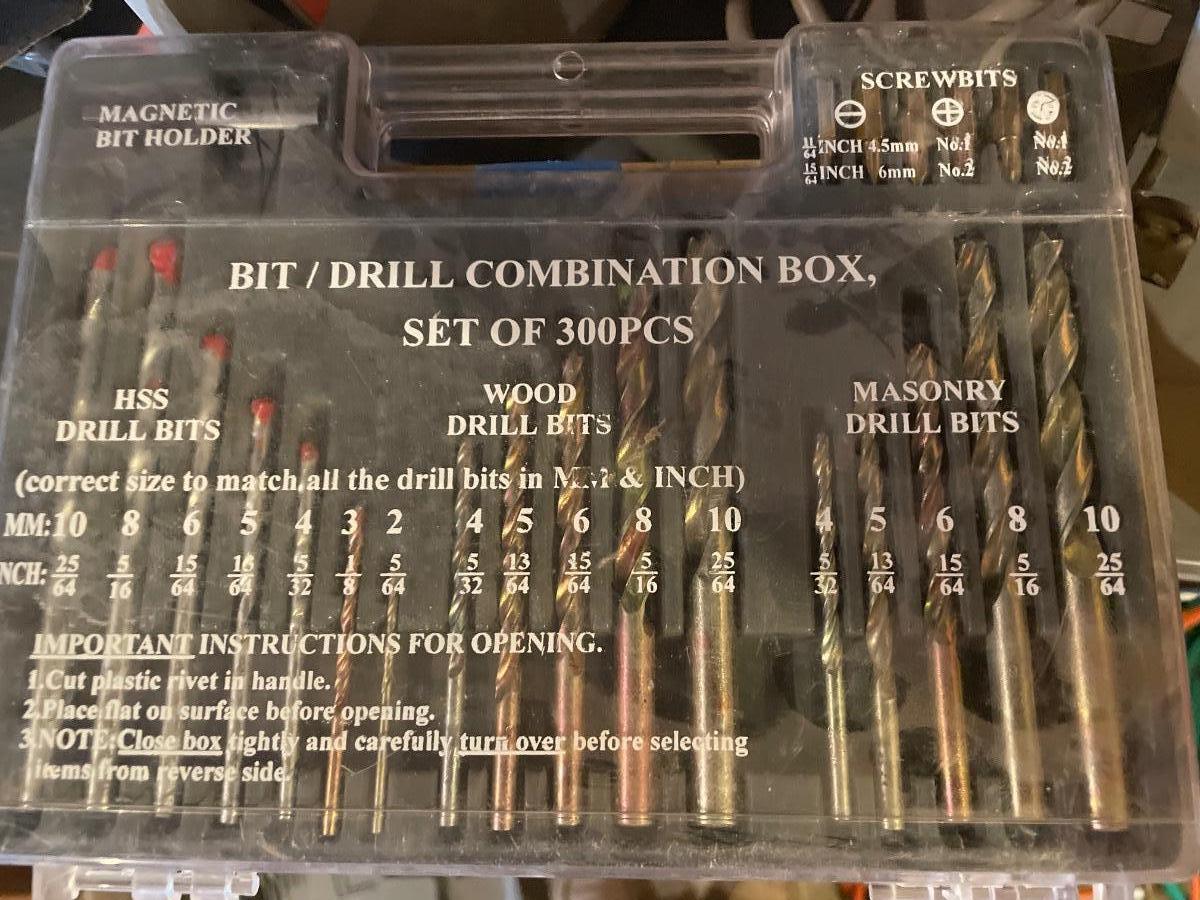 MAGNETIC
BIT HOLDER
SCREWBITS
11/64 INCH 4.5mm No.1 No.1
15/64 INCH 6mm No.2 No.2
BIT / DRILL COMBINATION BOX,
SET OF 300PCS
HSS
DRILL BITS
WOOD
DRILL BITS
MASONRY
DRILL BITS
(correct size to match all the drill bits in MM & INCH)
MM: 10 8 6 5 4 3 2 4 5 6 8 10 4 5 6 8 10
NCH: 25/64 5/16 15/64 16/64 5/32 1/8 5/64 5/32 13/64 15/64 5/16 25/64 5/32 13/64 15/64 5/16 25/64
IMPORTANT INSTRUCTIONS FOR OPENING.
1.Cut plastic rivet in handle.
2.Place flat on surface before opening.
3.NOTE:Close box tightly and carefully turn over before selecting
items from reverse side.